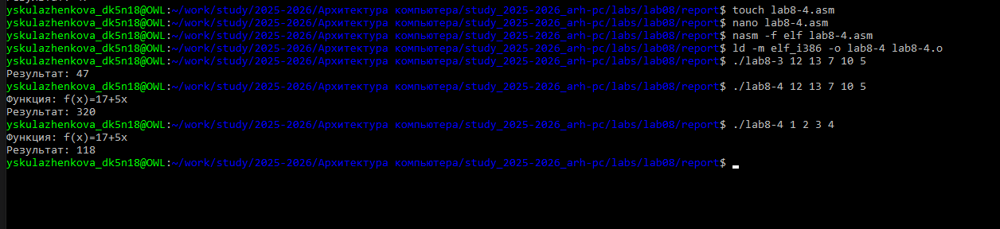 Результат: 47
yskulazhenkova_dk5n18@OWL:~/work/study/2025-2026/Архитектура компьютера/study_2025-2026_arh-pc/labs/lab08/report$ touch lab8-4.asm
yskulazhenkova_dk5n18@OWL:~/work/study/2025-2026/Архитектура компьютера/study_2025-2026_arh-pc/labs/lab08/report$ nano lab8-4.asm
yskulazhenkova_dk5n18@OWL:~/work/study/2025-2026/Архитектура компьютера/study_2025-2026_arh-pc/labs/lab08/report$ nasm -f elf lab8-4.asm
yskulazhenkova_dk5n18@OWL:~/work/study/2025-2026/Архитектура компьютера/study_2025-2026_arh-pc/labs/lab08/report$ ld -m elf_i386 -o lab8-4 lab8-4.o
yskulazhenkova_dk5n18@OWL:~/work/study/2025-2026/Архитектура компьютера/study_2025-2026_arh-pc/labs/lab08/report$ ./lab8-3 12 13 7 10 5
Результат: 47
yskulazhenkova_dk5n18@OWL:~/work/study/2025-2026/Архитектура компьютера/study_2025-2026_arh-pc/labs/lab08/report$ ./lab8-4 12 13 7 10 5
Функция: f(x)=17+5x
Результат: 320
yskulazhenkova_dk5n18@OWL:~/work/study/2025-2026/Архитектура компьютера/study_2025-2026_arh-pc/labs/lab08/report$ ./lab8-4 1 2 3 4
Функция: f(x)=17+5x
Результат: 118
yskulazhenkova_dk5n18@OWL:~/work/study/2025-2026/Архитектура компьютера/study_2025-2026_arh-pc/labs/lab08/report$